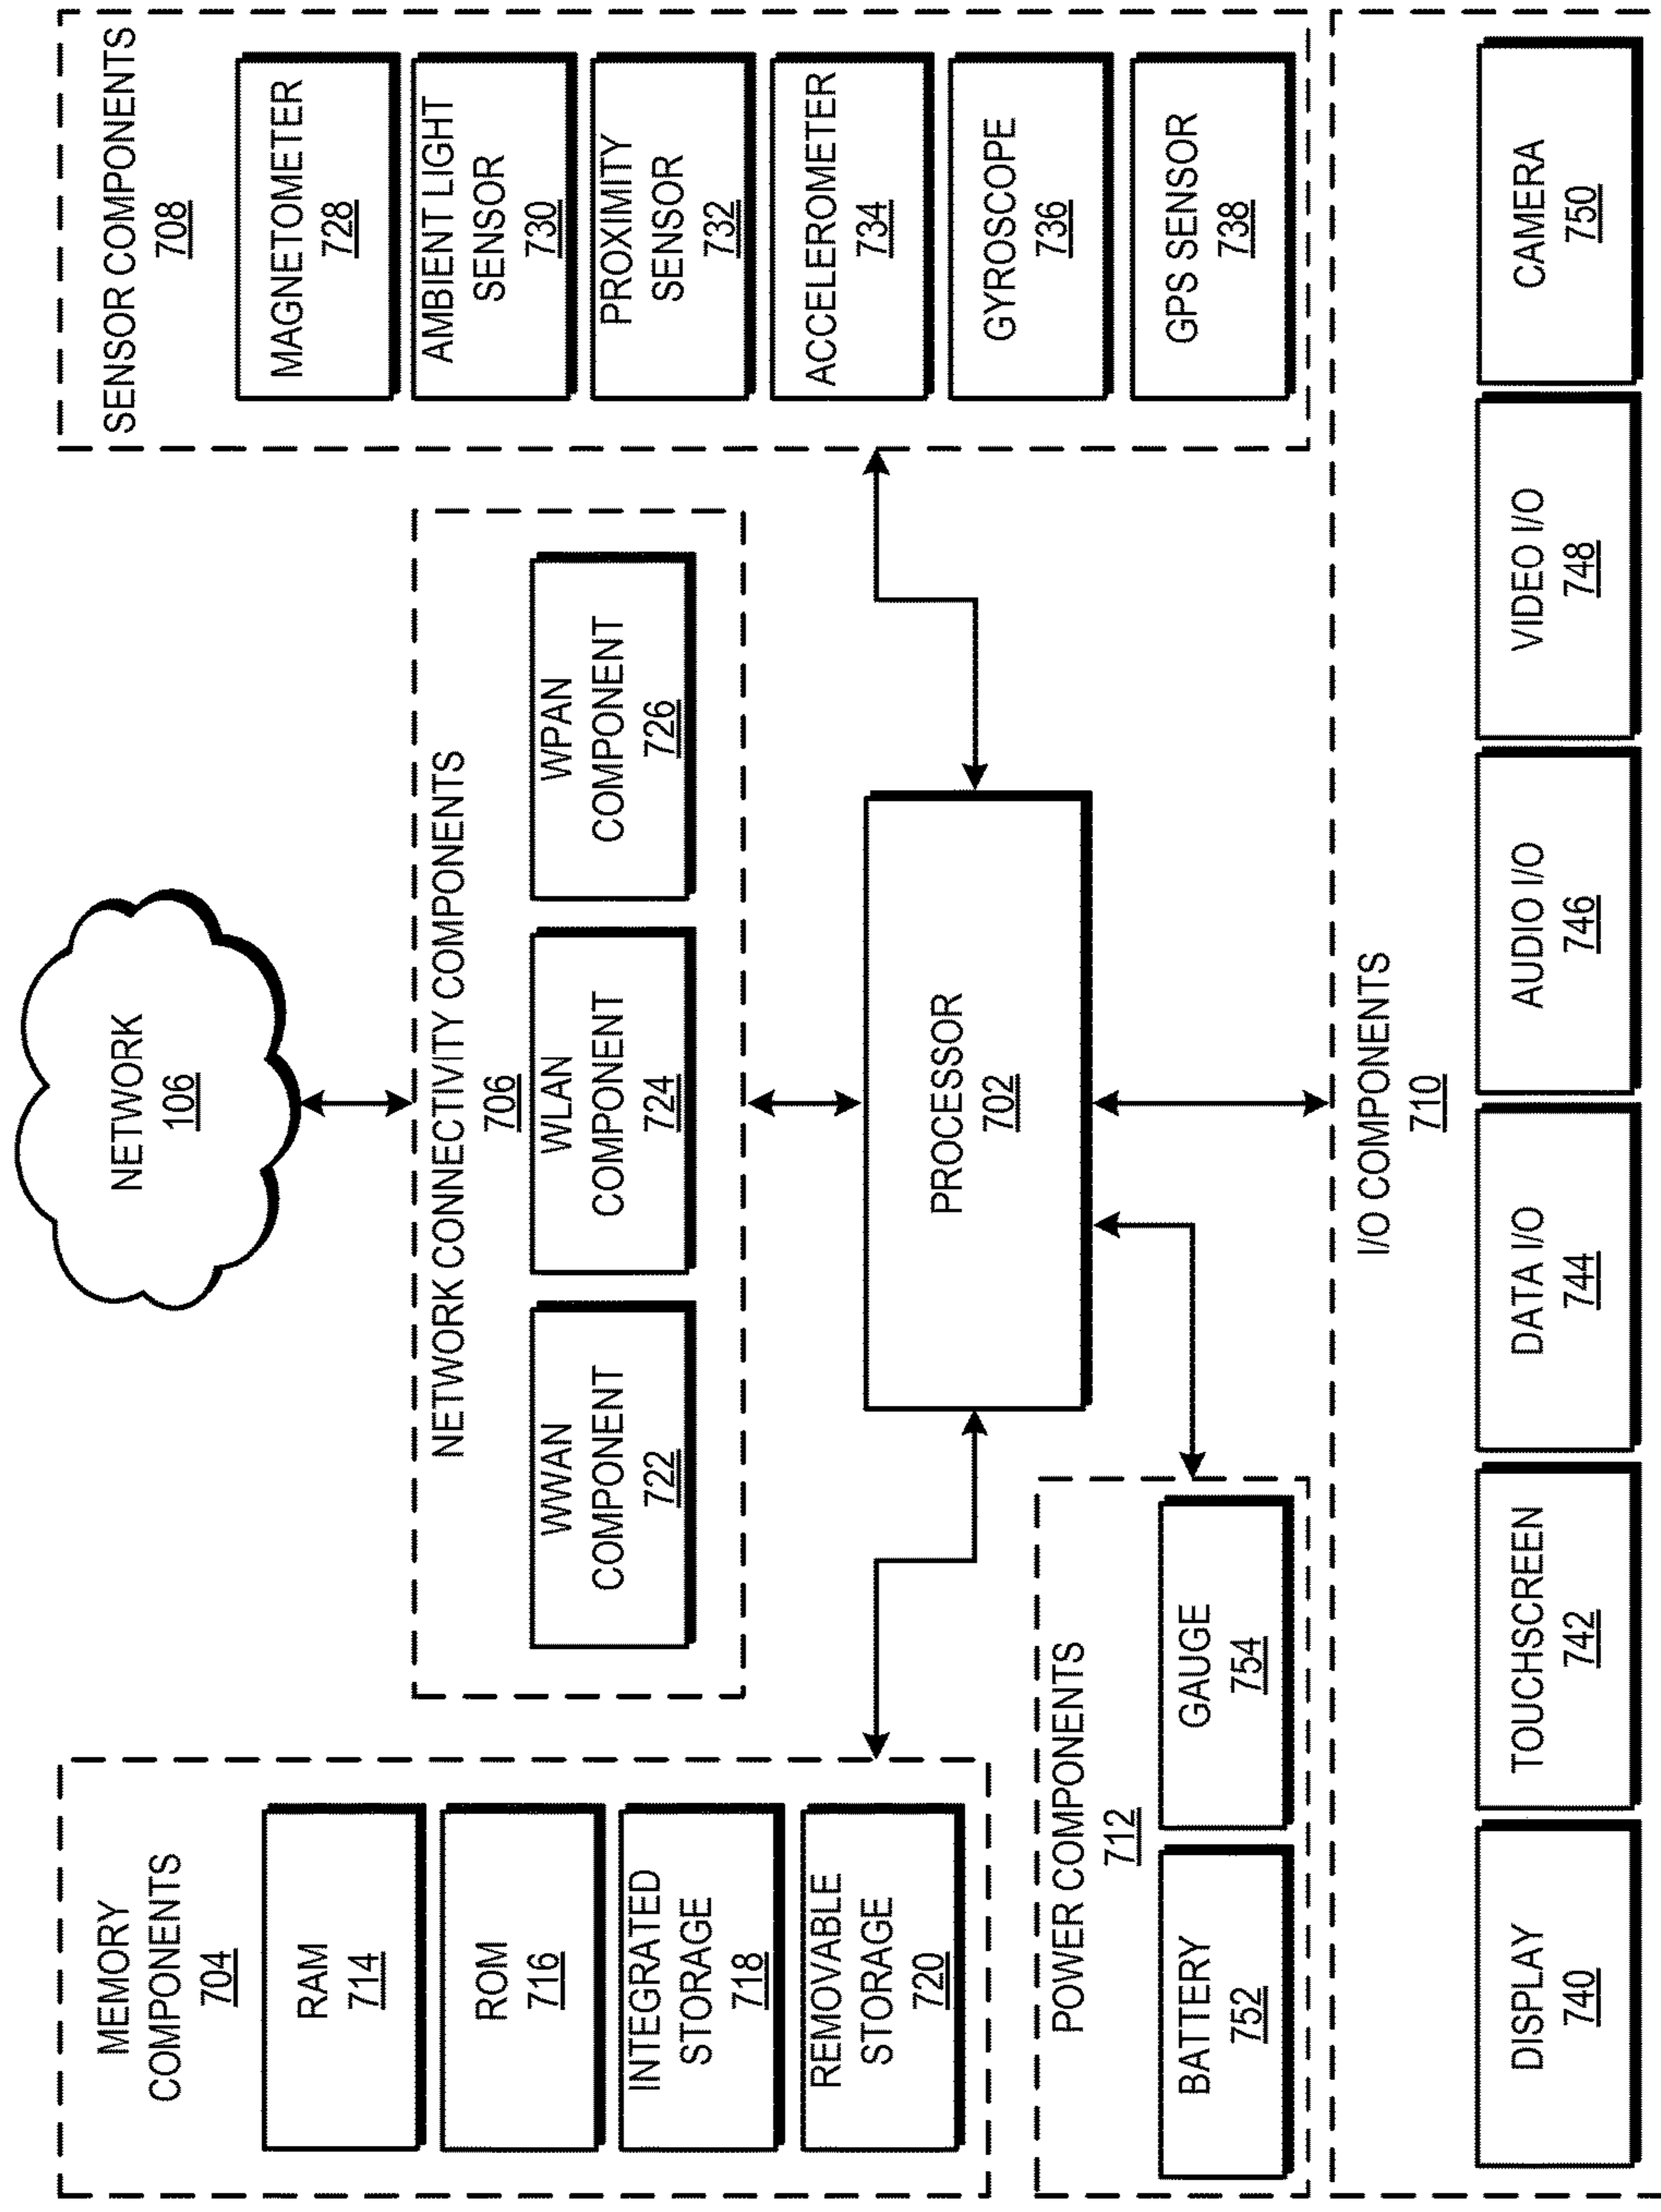 NETWORK
106
MEMORY
COMPONENTS
704
RAM
714
ROM
716
INTEGRATED
STORAGE
718
REMOVABLE
STORAGE
720
NETWORK CONNECTIVITY COMPONENTS
706
WWAN
COMPONENT
722
WLAN
COMPONENT
724
WPAN
COMPONENT
726
SENSOR COMPONENTS
708
MAGNETOMETER
728
AMBIENT LIGHT
SENSOR
730
PROXIMITY
SENSOR
732
ACCELEROMETER
734
GYROSCOPE
736
GPS SENSOR
738
PROCESSOR
702
POWER COMPONENTS
712
BATTERY
752
GAUGE
754
I/O COMPONENTS
710
DISPLAY
740
TOUCHSCREEN
742
DATA I/O
744
AUDIO I/O
746
VIDEO I/O
748
CAMERA
750